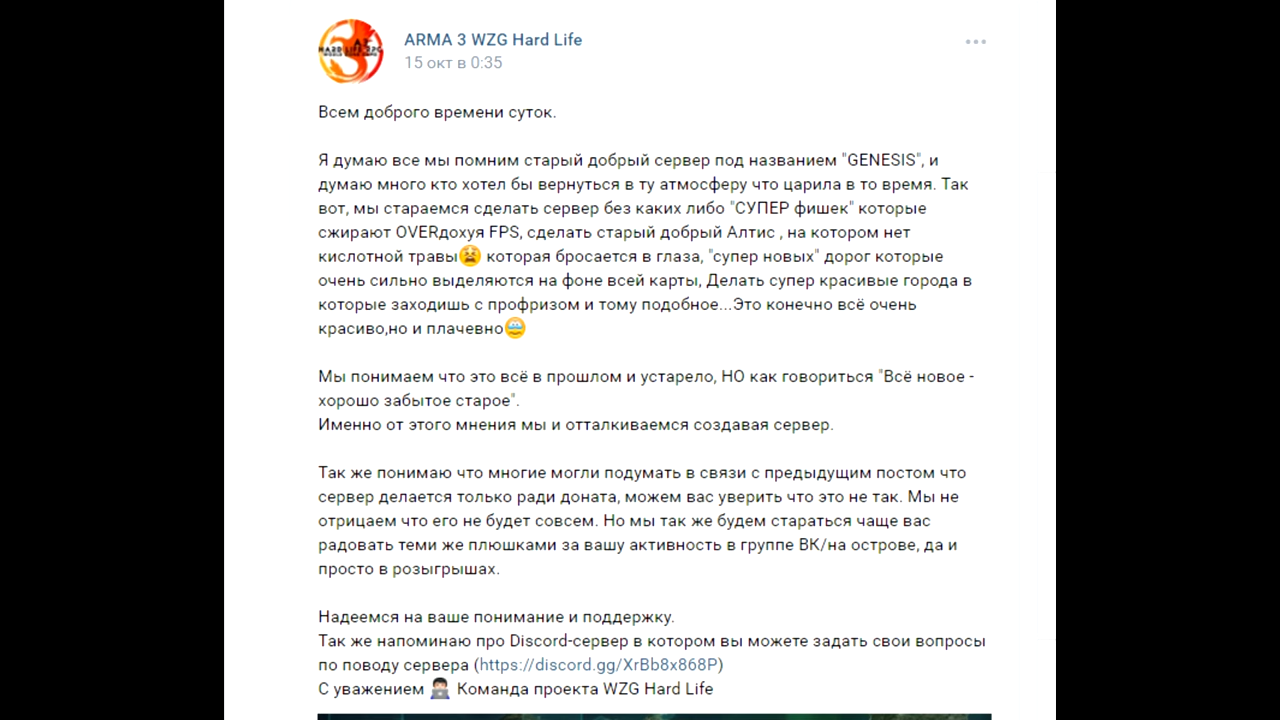 ARMA 3 WZG Hard Life
15 окт в 0:35
Всем доброго времени суток.
Я думаю все мы помним старый добрый сервер под названием "GENESIS", и
думаю много кто хотел бы вернуться в ту атмосферу что царила в то время. Так
вот, мы стараемся сделать сервер без каких либо "СУПЕР фишек" которые
сжирают OVERдохуя FPS, сделать старый добрый Алтис , на котором нет
кислотной травы😫 которая бросается в глаза, "супер новых" дорог которые
очень сильно выделяются на фоне всей карты, Делать супер красивые города в
которые заходишь с профризом и тому подобное...Это конечно всё очень
красиво,но и плачевно
Мы понимаем что это всё в прошлом и устарело, НО как говориться "Всё новое -
хорошо забытое старое".
Именно от этого мнения мы и отталкиваемся создавая сервер.
Так же понимаю что многие могли подумать в связи с предыдущим постом что
сервер делается только ради доната, можем вас уверить что это не так. Мы не
отрицаем что его не будет совсем. Но мы так же будем стараться чаще вас
радовать теми же плюшками за вашу активность в группе ВК/на острове, да и
просто в розыгрышах.
Надеемся на ваше понимание и поддержку.
Так же напоминаю про Discord-сервер в котором вы можете задать свои вопросы
по поводу сервера (https://discord.gg/XrBb8x868P)
С уважением 👨🏻‍💻 Команда проекта WZG Hard Life